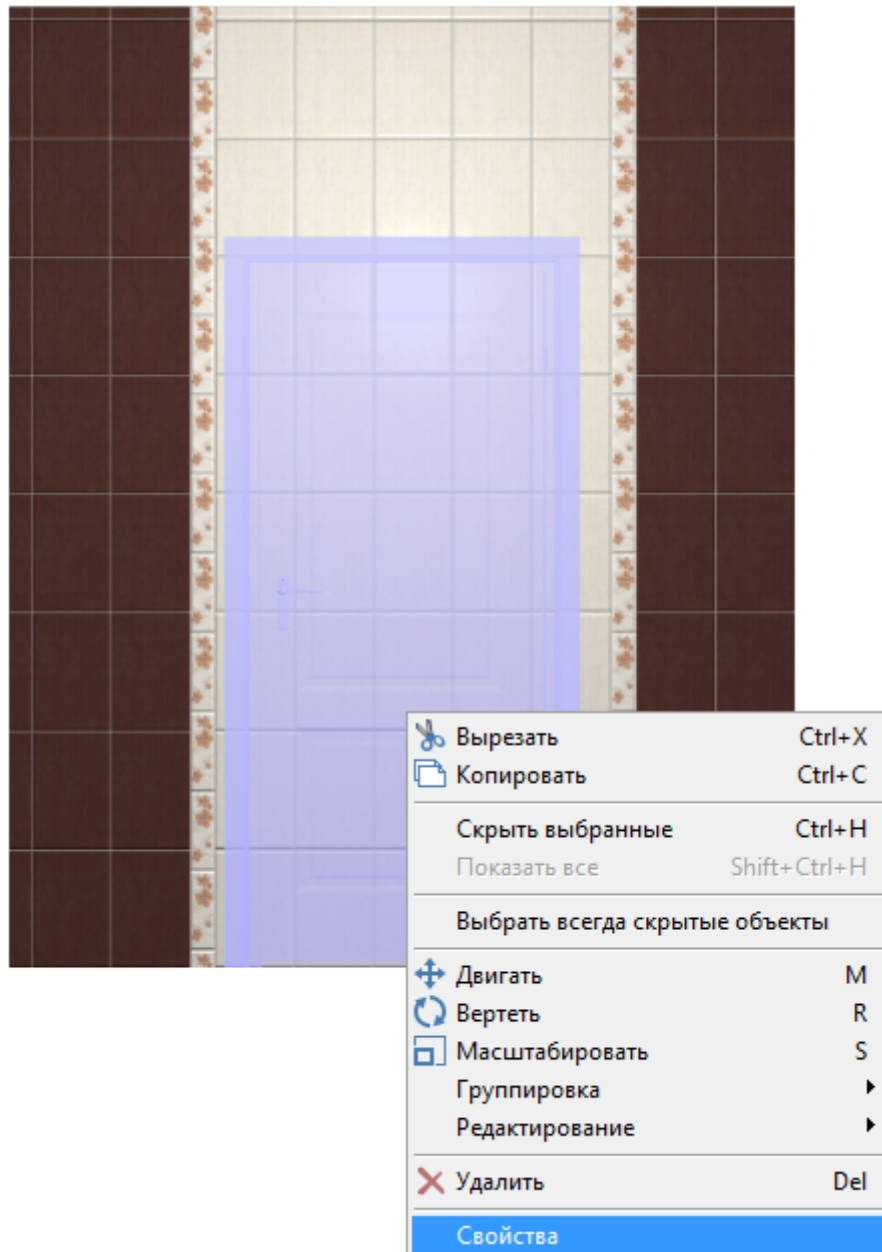 Вырезать Ctrl+X
Копировать Ctrl+C
Скрыть выбранные Ctrl+H
Показать все Shift+Ctrl+H
Выбрать всегда скрытые объекты
Двигать M
Вертеть R
Масштабировать S
Группировка
Редактирование
Удалить Del
Свойства